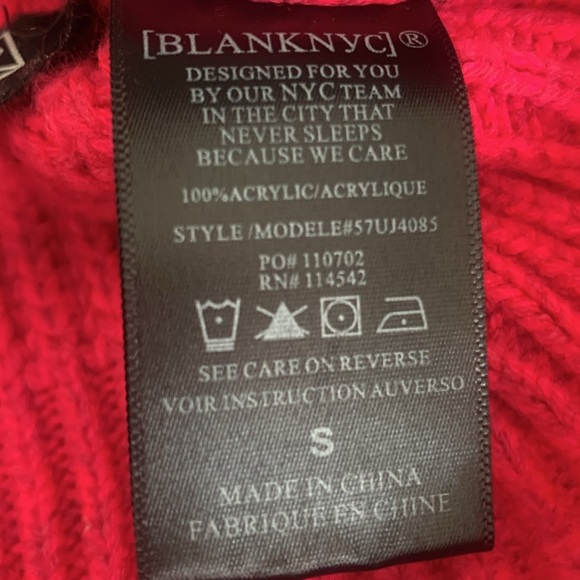 [BLANKNYC]®
DESIGNED FOR YOU
BY OUR NYC TEAM
IN THE CITY THAT
NEVER SLEEPS
BECAUSE WE CARE
100%ACRYLIC/ACRYLIQUE
STYLE /MODELE#57UJ4085
PO# 110702
RN# 114542
SEE CARE ON REVERSE
VOIR INSTRUCTION AUVERSO
S
MADE IN CHINA
FABRIQUE EN CHINE